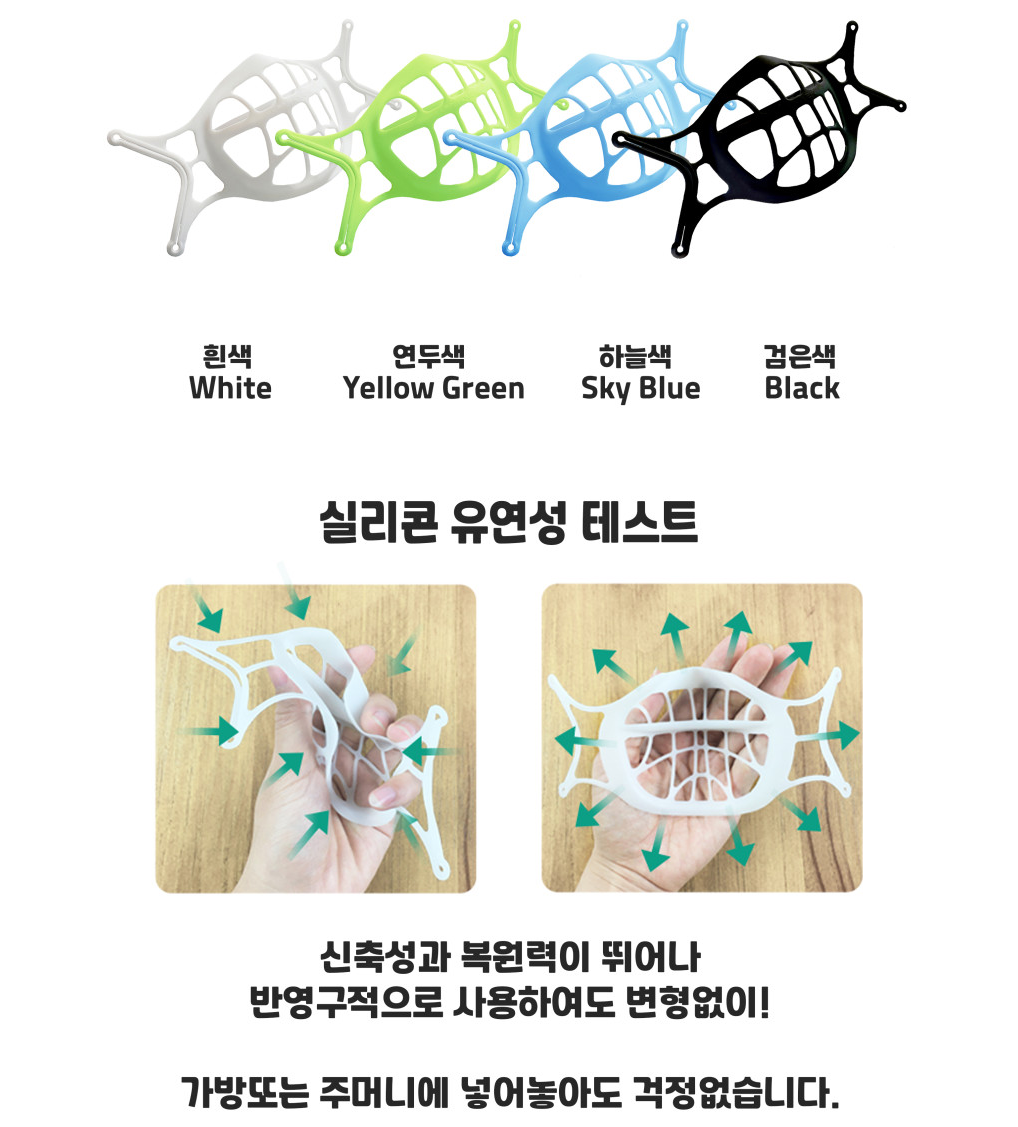 흰색
White
연두색
Yellow Green
하늘색
Sky Blue
검은색
Black
실리콘 유연성 테스트
신축성과 복원력이 뛰어나
반영구적으로 사용하여도 변형없이!
가방또는 주머니에 넣어놓아도 걱정없습니다.